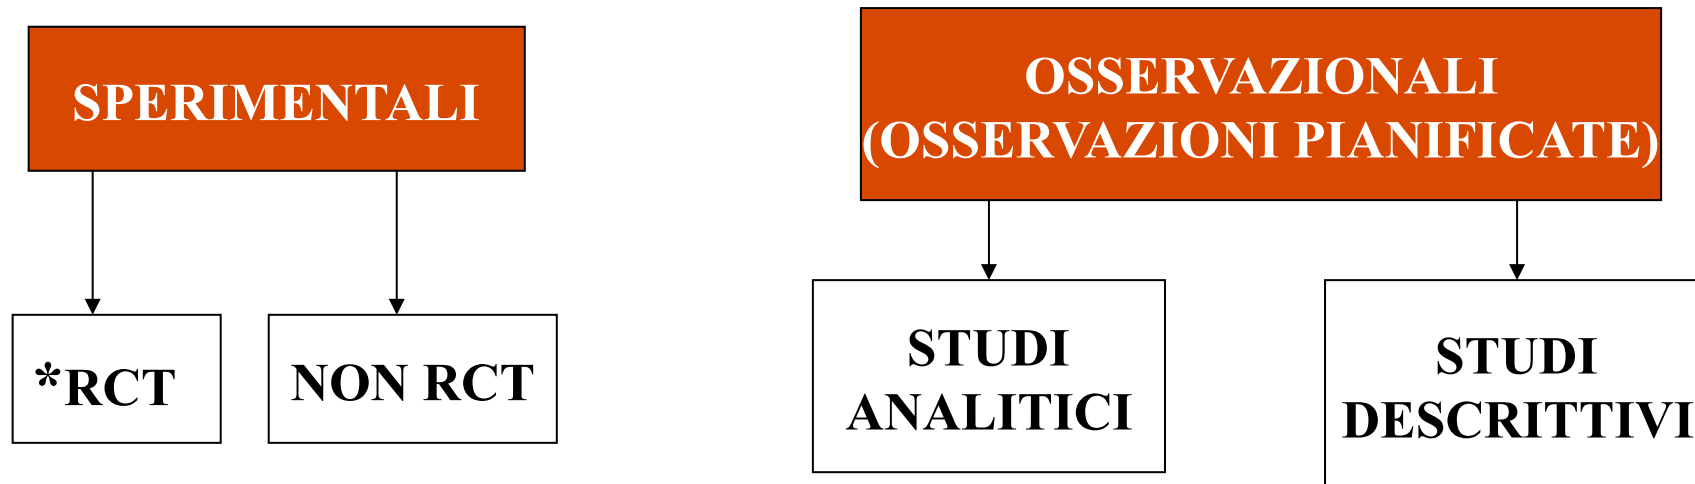 SPERIMENTALI
*RCT
NON RCT
OSSERVAZIONALI
(OSSERVAZIONI PIANIFICATE)
STUDI
ANALITICI
STUDI
DESCRITTIVI